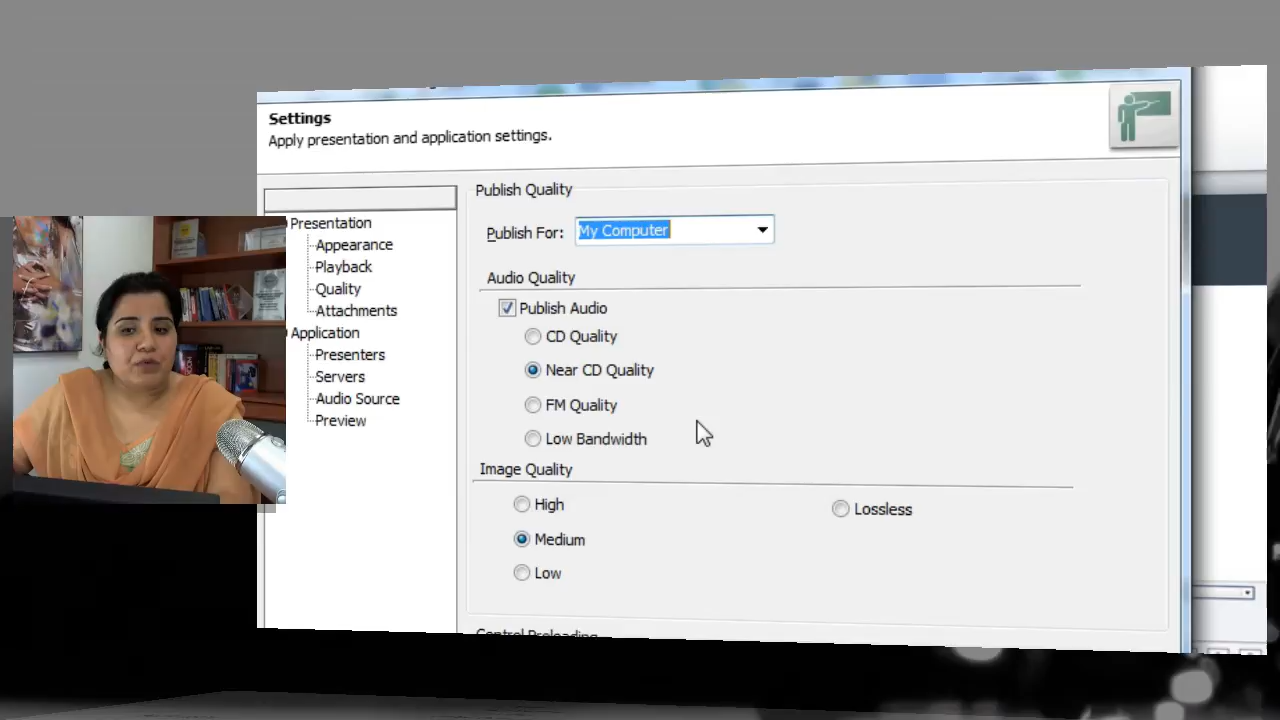 Settings
Apply presentation and application settings.
Presentation
Appearance
Playback
Quality
Attachments
Application
Presenters
Servers
Audio Source
Preview
Publish Quality
Publish For: My Computer
Audio Quality
Publish Audio
CD Quality
Near CD Quality
FM Quality
Low Bandwidth
Image Quality
High
Lossless
Medium
Low
Control Preloading